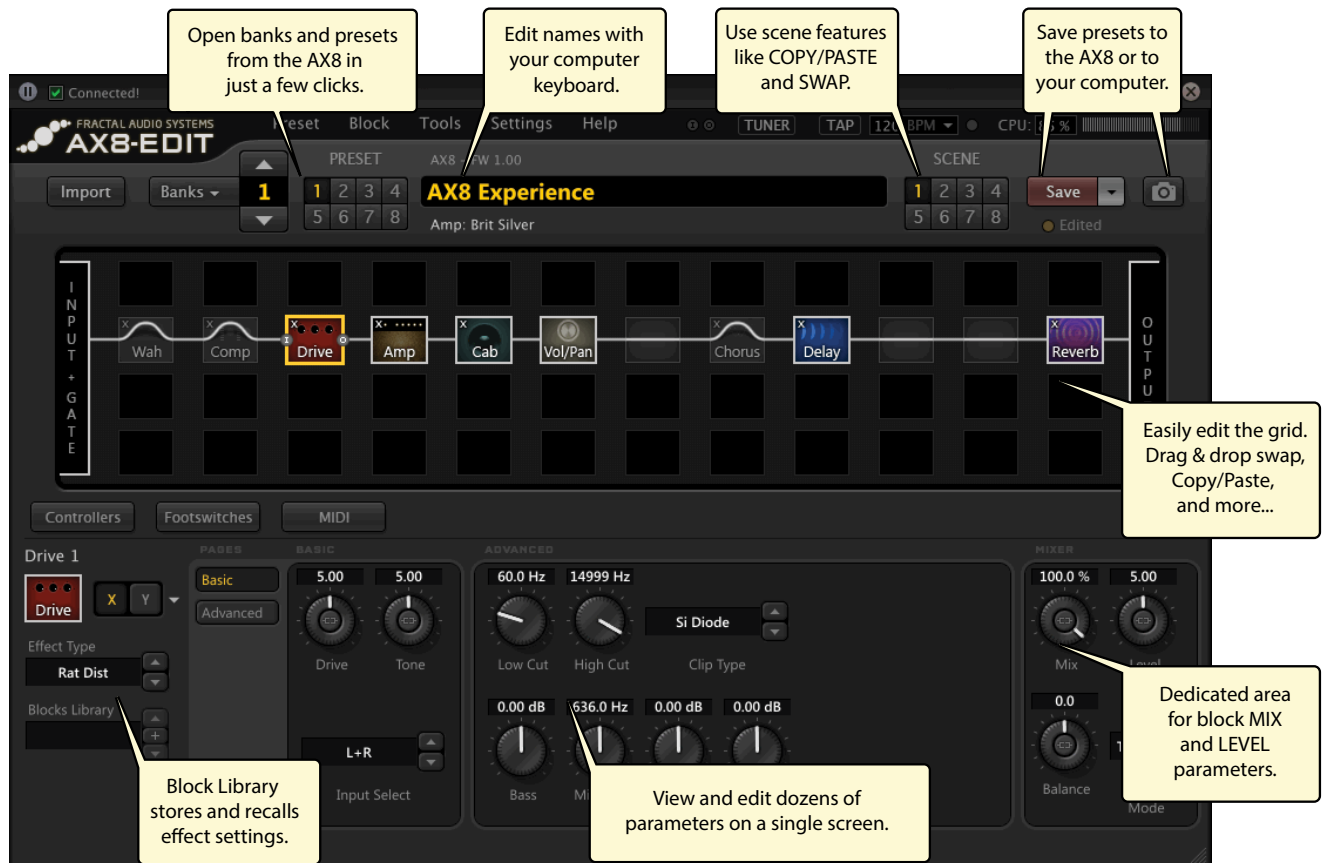 Open banks and presets
from the AX8 in
just a few clicks.
Edit names with
your computer
keyboard.
Use scene features
like COPY/PASTE
and SWAP.
Save presets to
the AX8 or to
your computer.
Connected!
FRACTAL AUDIO SYSTEMS
AX8-EDIT
Preset Block Tools Settings Help
TUNER TAP 120 BPM CPU: 85 %
PRESET
AX8 - FW 1.00
SCENE
Import Banks 1
1 2 3 4
5 6 7 8
AX8 Experience
Amp: Brit Silver
1 2 3 4
5 6 7 8
Save
Edited
INPUT + GATE
X Wah
X Comp
X Drive I O
X Amp
X Cab
Vol/Pan
X Chorus
X Delay
X Reverb
OUTPU
Easily edit the grid.
Drag & drop swap,
Copy/Paste,
and more...
Controllers Footswitches MIDI
Drive 1
Drive
X Y
Effect Type
Rat Dist
Blocks Library
+
PAGES
Basic
Advanced
BASIC
5.00 5.00
Drive Tone
L+R
Input Select
ADVANCED
60.0 Hz 14999 Hz
Si Diode
Low Cut High Cut Clip Type
0.00 dB 636.0 Hz 0.00 dB 0.00 dB
Bass
MIXER
100.0 % 5.00
Mix Level
0.0
Balance
Mode
Block Library
stores and recalls
effect settings.
View and edit dozens of
parameters on a single screen.
Dedicated area
for block MIX
and LEVEL
parameters.